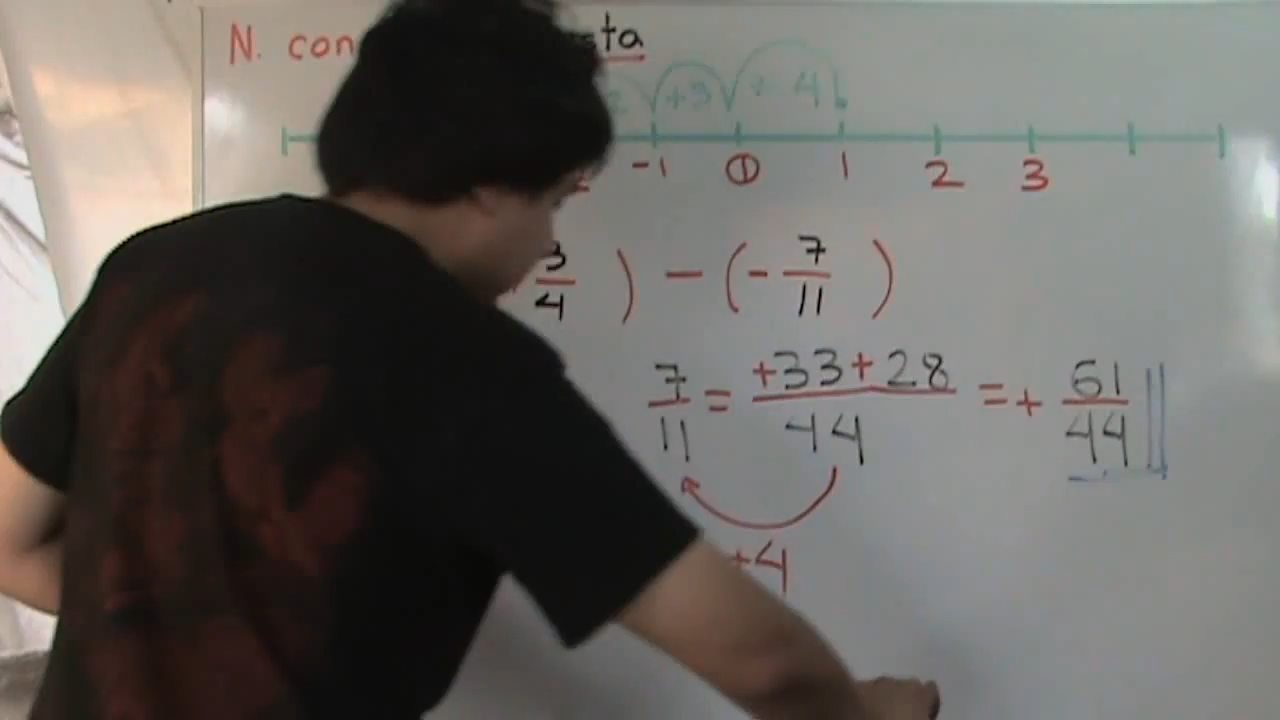 N. con sta
+3 + 4
-1 0 1 2 3
3/4 ) - (- 7/11 )
7/11 = +33+28/44 = + 61/44
+4